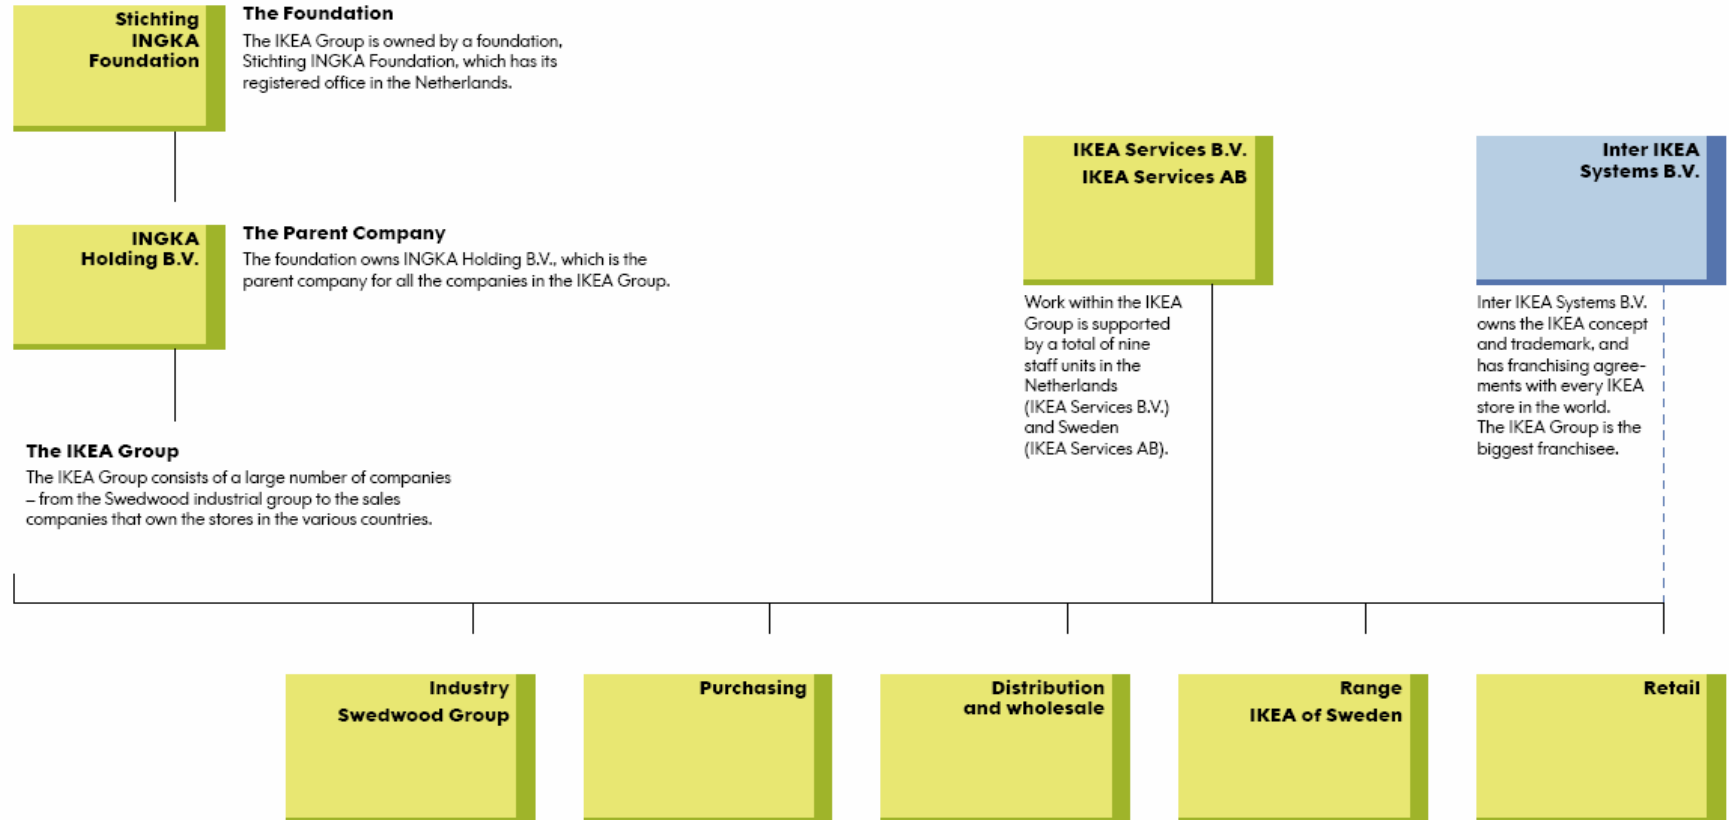 Stichting
INGKA
Foundation
The Foundation
The IKEA Group is owned by a foundation,
Stichting INGKA Foundation, which has its
registered office in the Netherlands.
INGKA
Holding B.V.
The Parent Company
The foundation owns INGKA Holding B.V., which is the
parent company for all the companies in the IKEA Group.
The IKEA Group
The IKEA Group consists of a large number of companies
– from the Swedwood industrial group to the sales
companies that own the stores in the various countries.
IKEA Services B.V.
IKEA Services AB
Work within the IKEA
Group is supported
by a total of nine
staff units in the
Netherlands
(IKEA Services B.V.)
and Sweden
(IKEA Services AB).
Inter IKEA
Systems B.V.
Inter IKEA Systems B.V.
owns the IKEA concept
and trademark, and
has franchising agree-
ments with every IKEA
store in the world.
The IKEA Group is the
biggest franchisee.
Industry
Swedwood Group
Purchasing
Distribution
and wholesale
Range
IKEA of Sweden
Retail